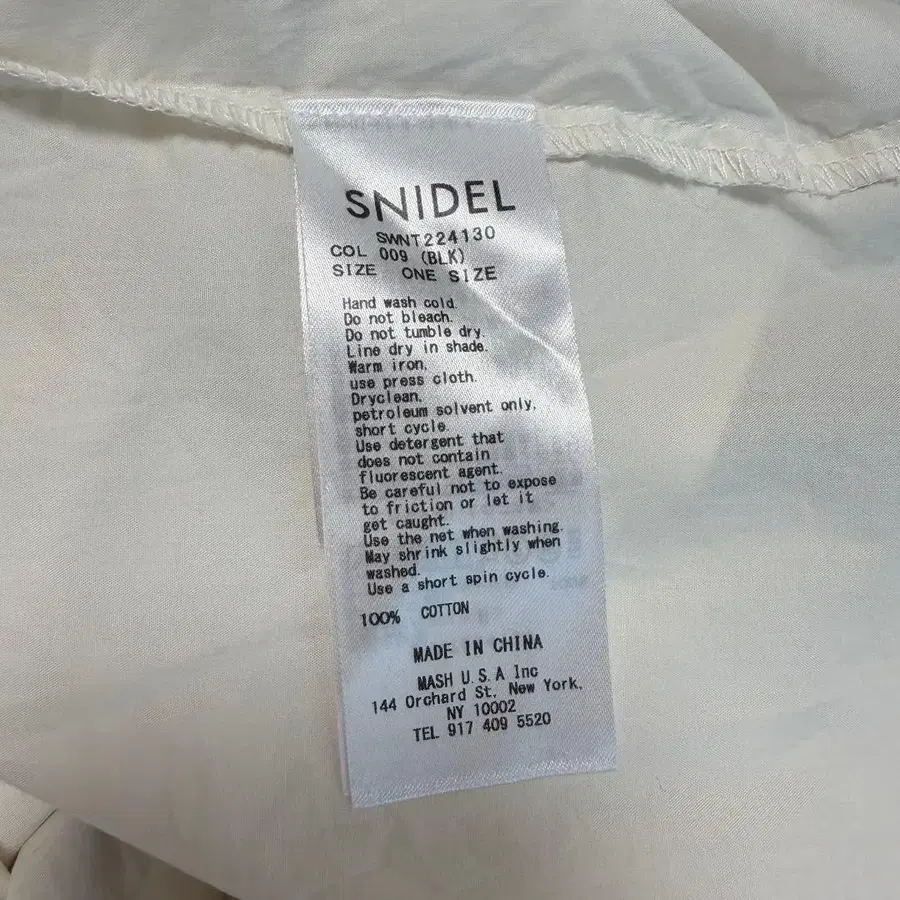 SNIDEL
SWNT224130
COL 009 (BLK)
SIZE ONE SIZE
Hand wash cold.
Do not bleach.
Do not tumble dry.
Line dry in shade.
Warm iron,
use press cloth.
Dryclean.
petroleum solvent only,
short cycle.
Use detergent that
does not contain
fluorescent agent.
Be careful not to expose
to friction or let it
get caught.
Use the net when washing.
May shrink slightly when
washed.
Use a short spin cycle.
100% COTTON
MADE IN CHINA
MASH U.S.A Inc
144 Orchard St, New York,
NY 10002
TEL 917 409 5520